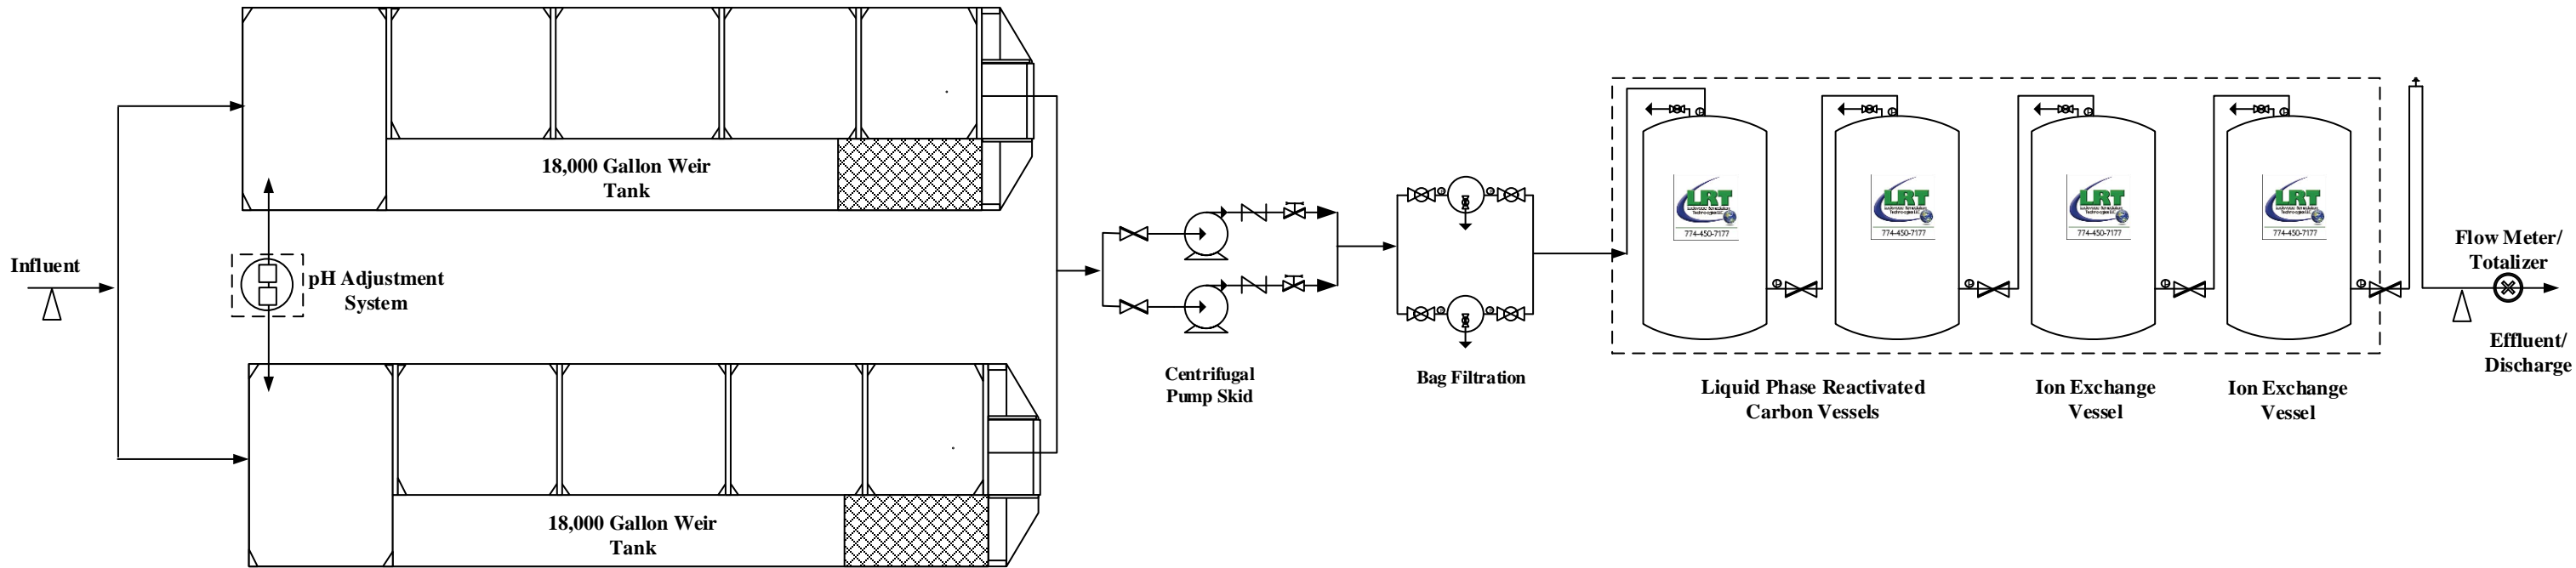 Influent
pH Adjustment
System
18,000 Gallon Weir
Tank
18,000 Gallon Weir
Tank
Centrifugal
Pump Skid
Bag Filtration
LRT
774-450-7177
LRT
774-450-7177
LRT
774-450-7177
LRT
774-450-7177
Liquid Phase Reactivated
Carbon Vessels
Ion Exchange
Vessel
Ion Exchange
Vessel
Flow Meter/
Totalizer
Effluent/
Discharge